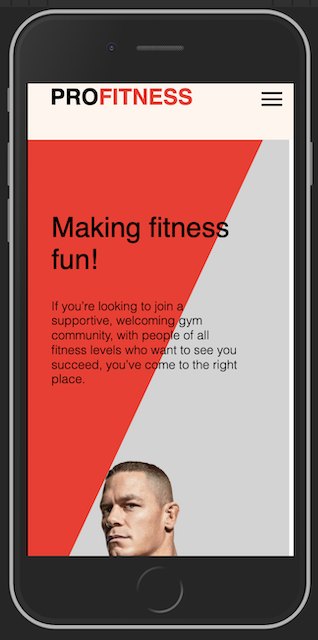 PROFITNESS
Making fitness
fun!
If you're looking to join a
supportive, welcoming gym
community, with people of all
fitness levels who want to see you
succeed, you've come to the right
place.